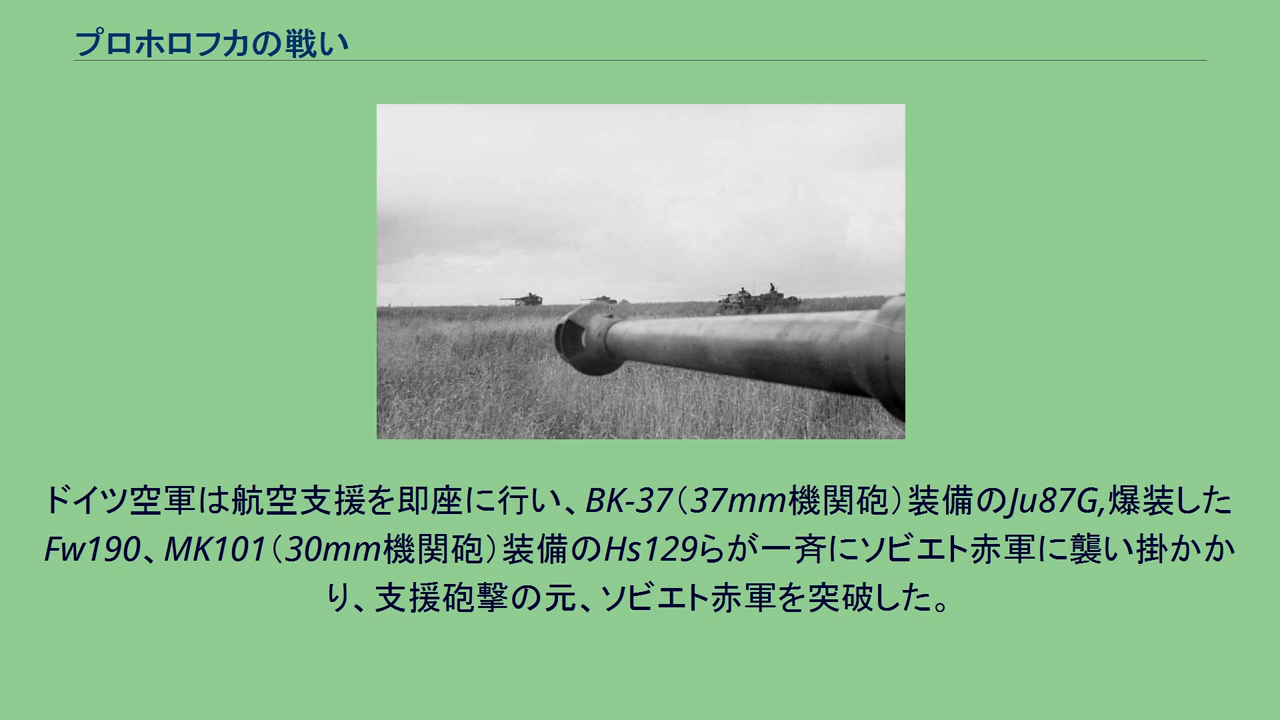 プロホロフカの戦い
ドイツ空軍は航空支援を即座に行い、BK-37（37mm機関砲）装備のJu87G,爆装した
Fw190、MK101（30mm機関砲）装備のHs129らが一斉にソビエト赤軍に襲い掛かか
り、支援砲撃の元、ソビエト赤軍を突破した。